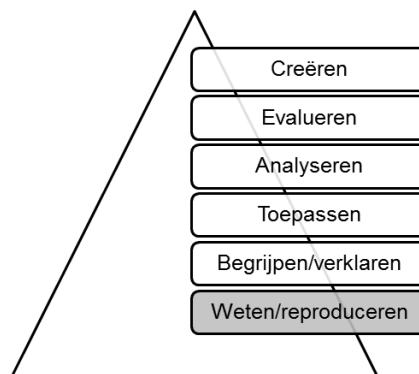 Creëren
Evalueren
Analyseren
Toepassen
Begrijpen/verklaren
Weten/reproduceren